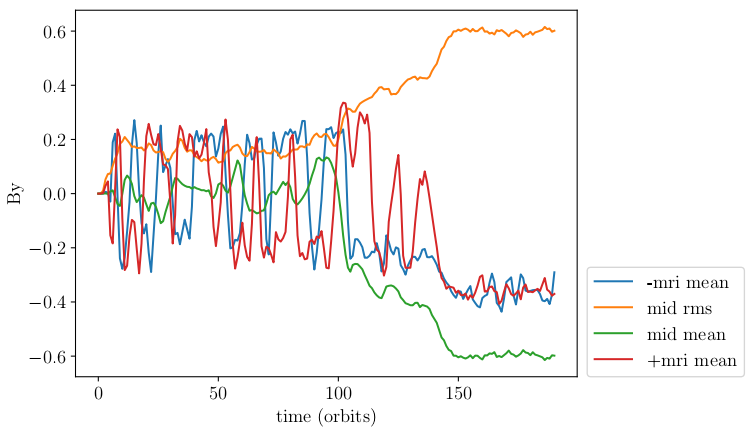 By
0.6
0.4
0.2
0.0
−0.2
−0.4
−0.6
0 50 100 150
time (orbits)
-mri mean
mid rms
mid mean
+mri mean